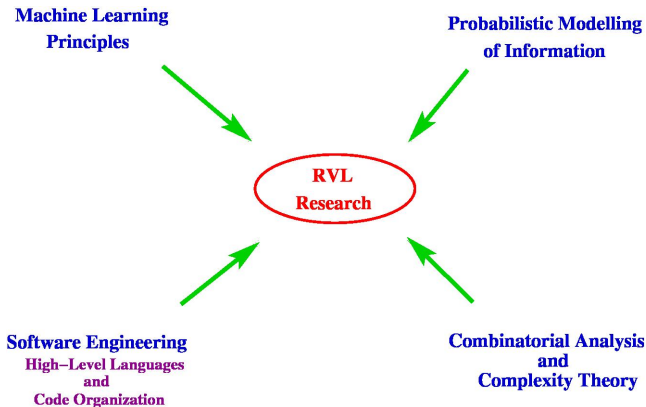 Machine Learning
Principles
Probabilistic Modelling
of Information
RVL
Research
Software Engineering
High−Level Languages
and
Code Organization
Combinatorial Analysis
and
Complexity Theory